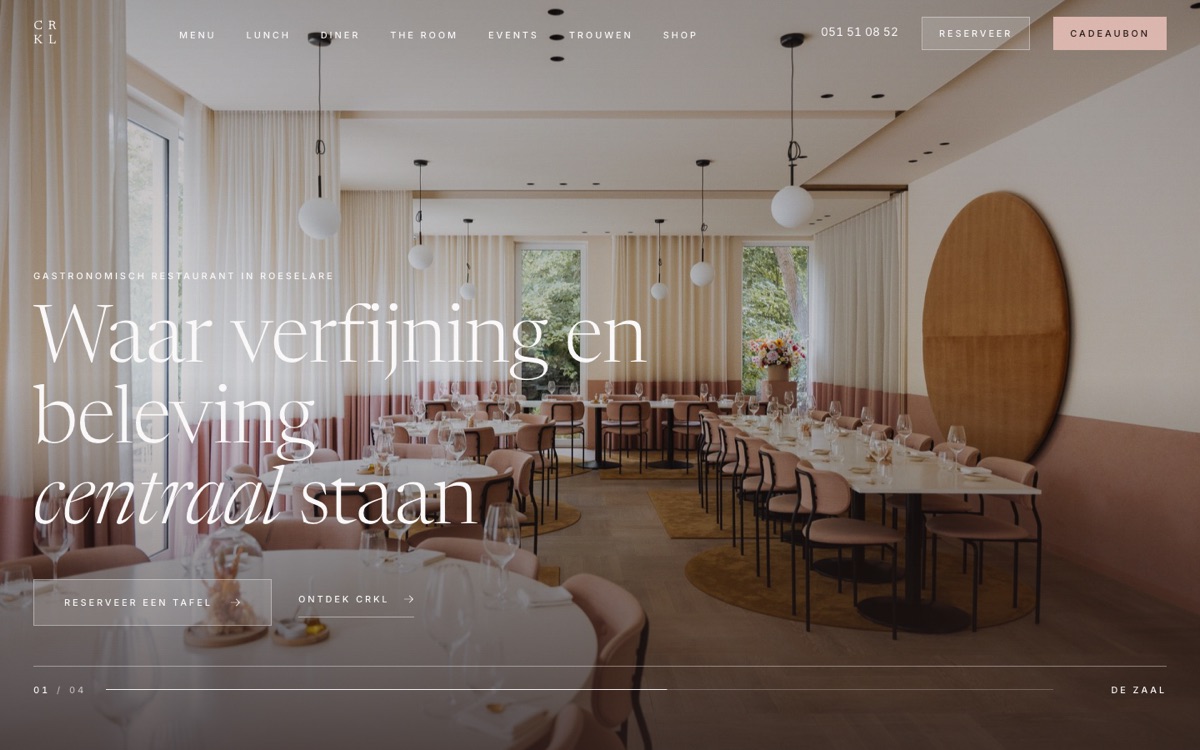 CR
KL
MENU
LUNCH
DINER
THE ROOM
EVENTS
TROUWEN
SHOP
051 51 08 52
RESERVEER
CADEAUBON
GASTRONOMISCH RESTAURANT IN ROESELARE
Waar verfijning en
beleving
centraal staan
RESERVEER EEN TAFEL →
ONTDEK CRKL →
01 / 04
DE ZAAL